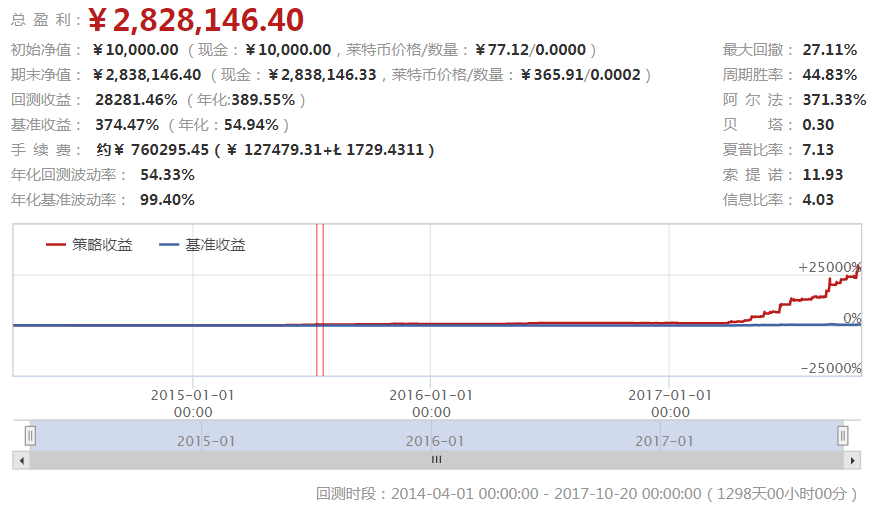 总盈利：￥2,828,146.40
初始净值：￥10,000.00（现金：￥10,000.00，莱特币价格/数量：￥77.12/0.0000）
最大回撤：27.11%
期末净值：￥2,838,146.40（现金：￥2,838,146.33，莱特币价格/数量：￥365.91/0.0002）
周期胜率：44.83%
回测收益：28281.46%（年化:389.55%）
阿尔法：371.33%
基准收益：374.47%（年化：54.94%）
贝塔：0.30
手续费：约￥760295.45(￥127479.31+Ł1729.4311)
夏普比率：7.13
年化回测波动率：54.33%
索提诺：11.93
年化基准波动率：99.40%
信息比率：4.03
策略收益 基准收益
+25000%
0%
-25000%
2015-01-01 2016-01-01 2017-01-01
00:00 00:00 00:00
2015-01 2016-01 2017-01
回测时段：2014-04-01 00:00:00 - 2017-10-20 00:00:00（1298天00小时00分）